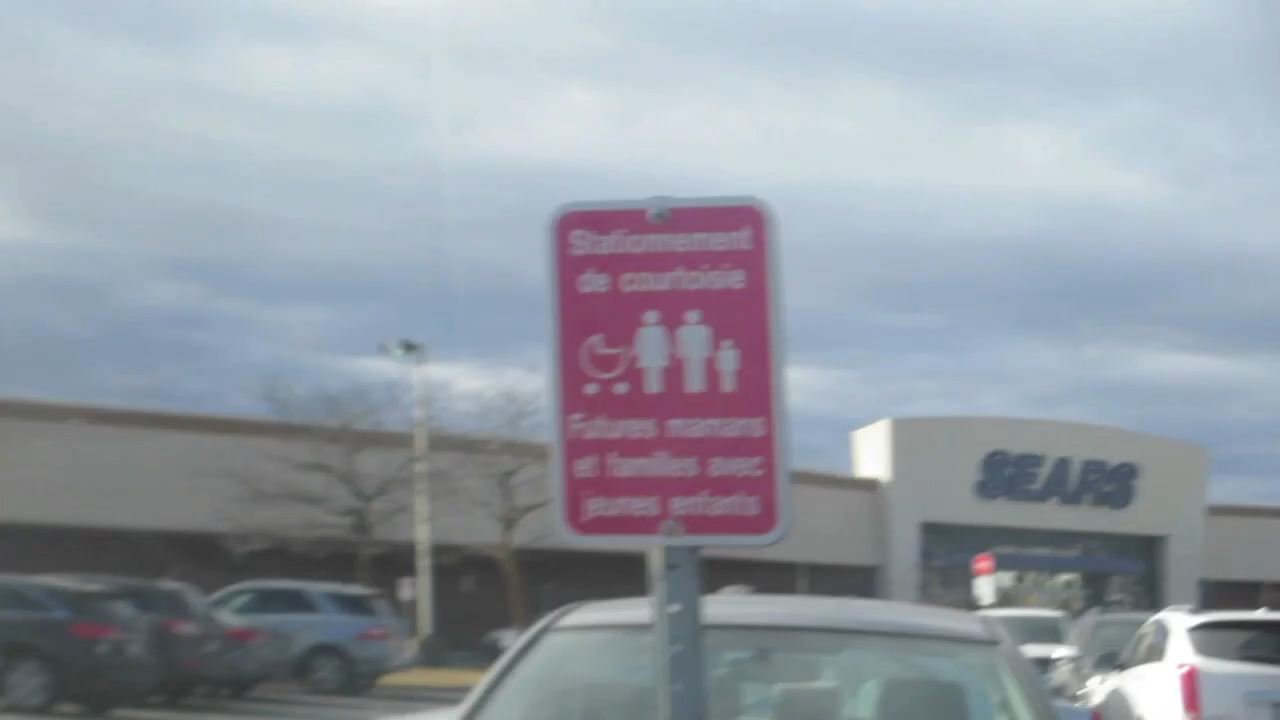 Stationnement
de courtoisie
Futures mamans
et familles avec
jeunes enfants
SEARS